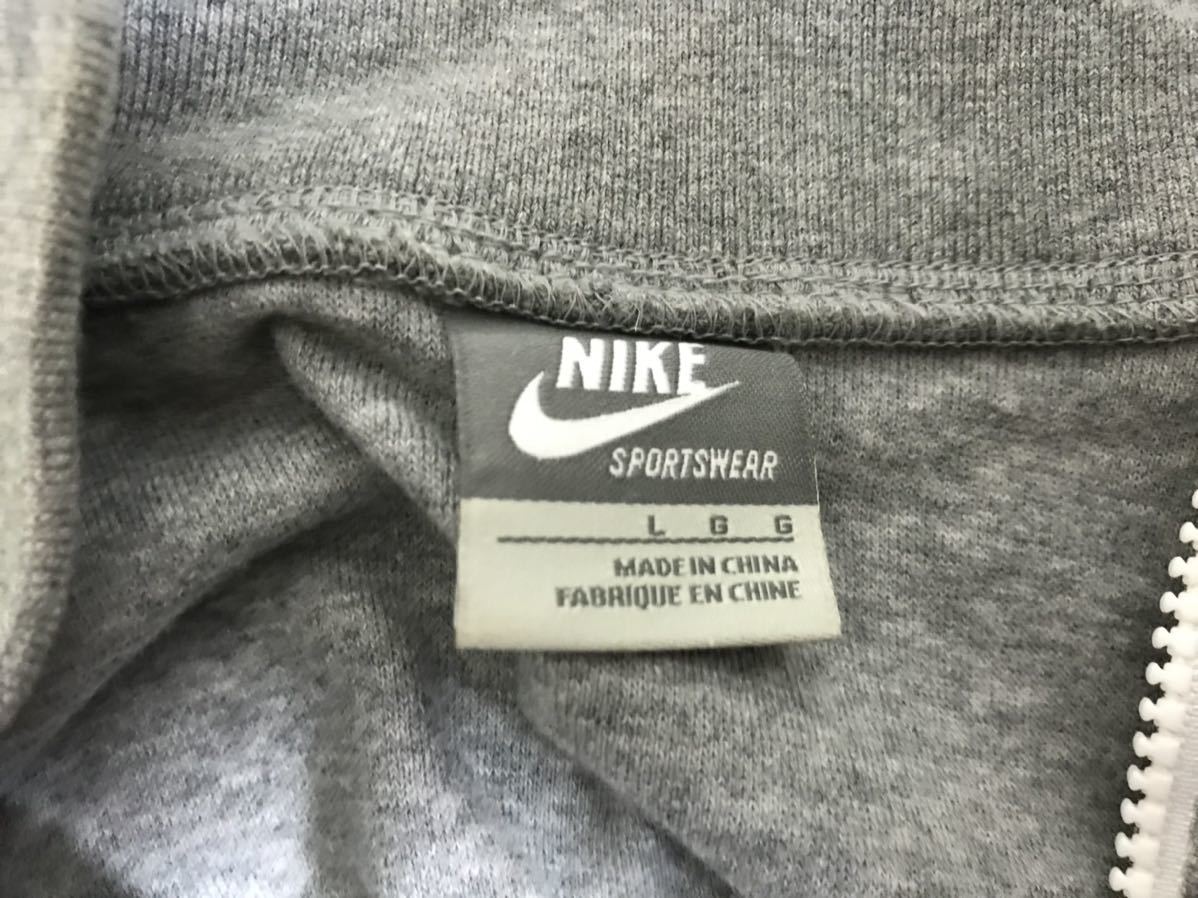 NIKE
SPORTSWEAR
L G G
MADE IN CHINA
FABRIQUE EN CHINE